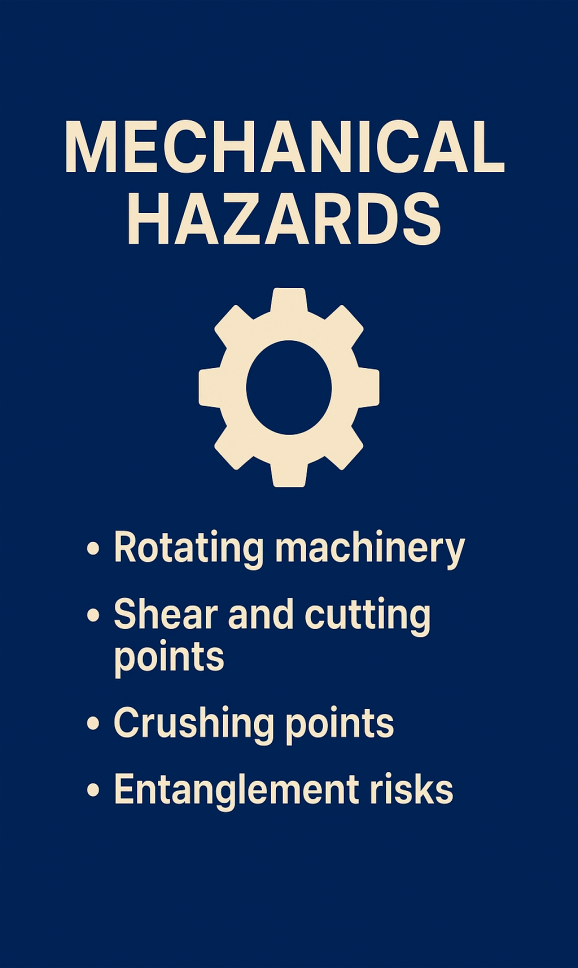 MECHANICAL
HAZARDS
• Rotating machinery
• Shear and cutting
points
• Crushing points
• Entanglement risks